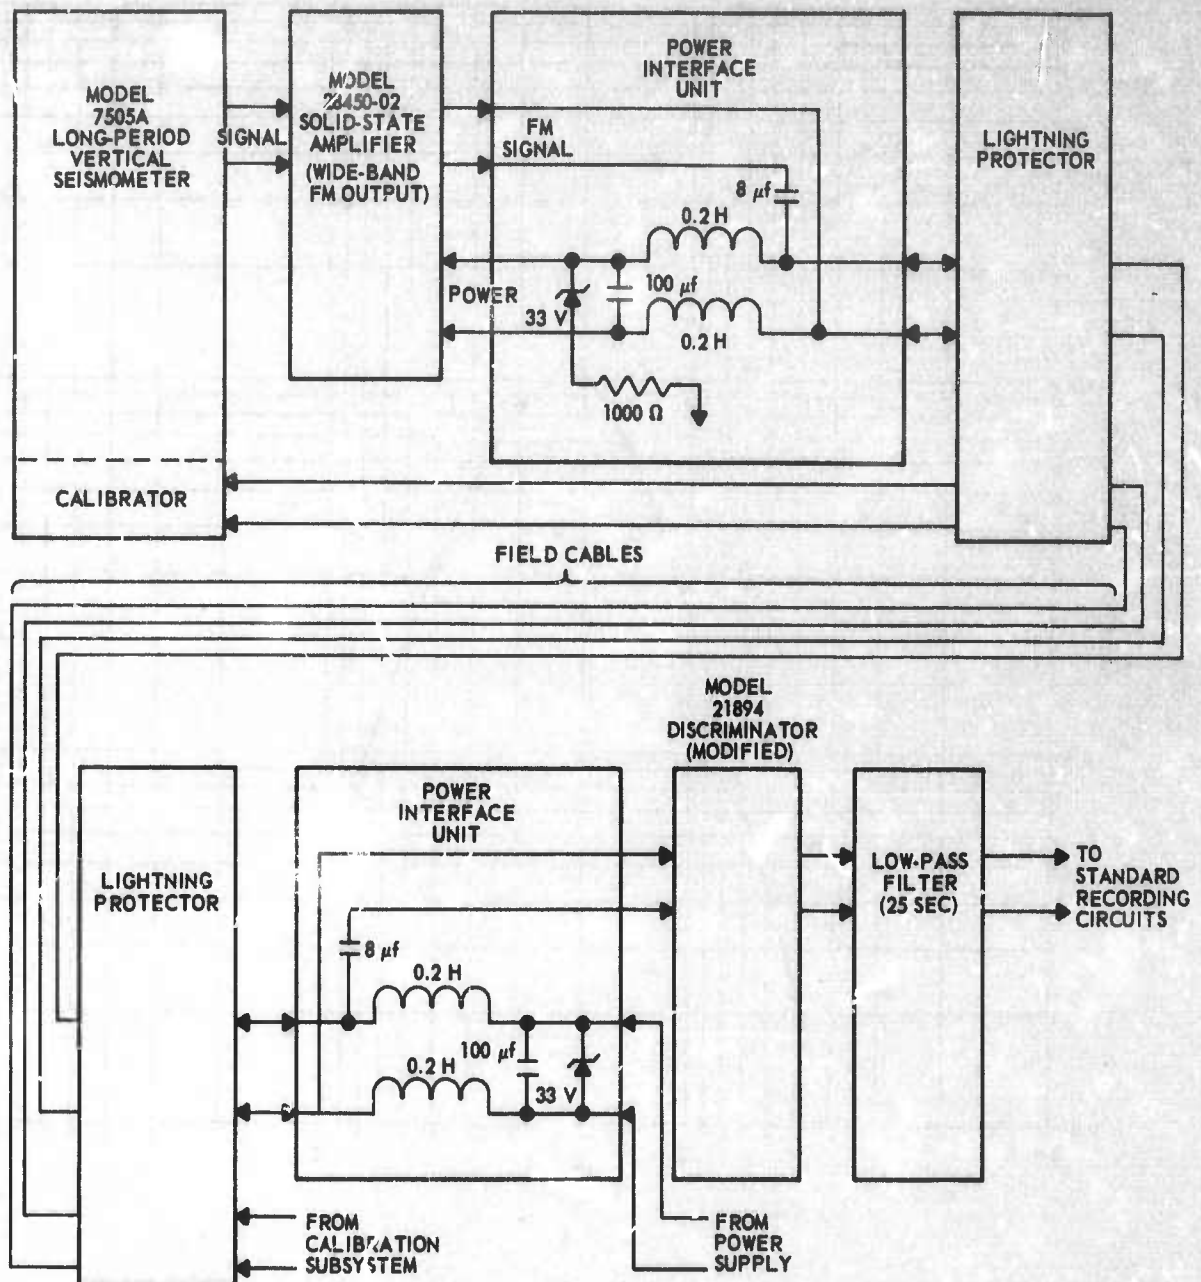 MODEL
7505A
LONG-PERIOD
VERTICAL
SEISMOMETER
SIGNAL
MODEL
28450-02
SOLID-STATE
AMPLIFIER
(WIDE-BAND
FM OUTPUT)
POWER
INTERFACE
UNIT
FM
SIGNAL
8 μf
0.2 H
POWER
100 μf
33 V
0.2 H
1000 Ω
LIGHTNING
PROTECTOR
CALIBRATOR
FIELD CABLES
MODEL
21894
DISCRIMINATOR
(MODIFIED)
LIGHTNING
PROTECTOR
POWER
INTERFACE
UNIT
8 μf
0.2 H
100 μf
0.2 H
33 V
LOW-PASS
FILTER
(25 SEC)
TO
STANDARD
RECORDING
CIRCUITS
FROM
CALIBRATION
SUBSYSTEM
FROM
POWER
SUPPLY